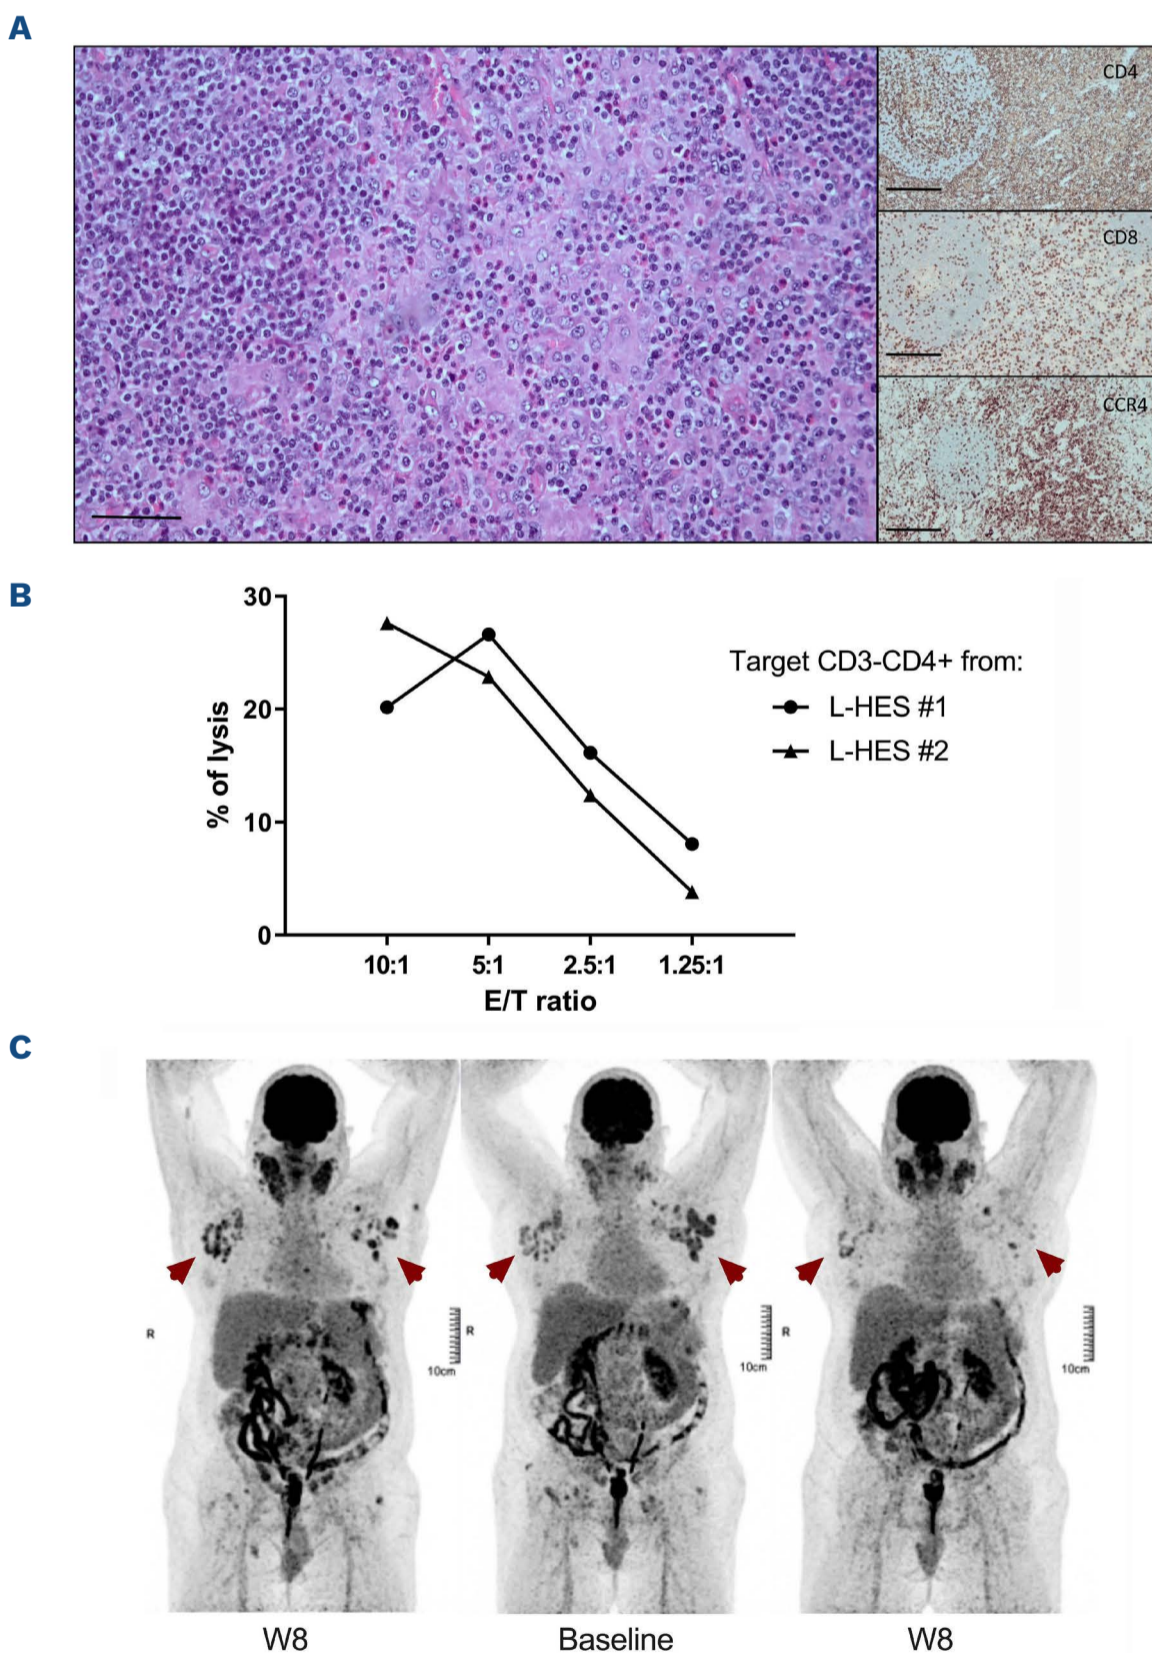 A
CD4
CD8
CCR4
B
30
20
10
0
% of lysis
10:1 5:1 2.5:1 1.25:1
E/T ratio
Target CD3-CD4+ from:
L-HES #1
L-HES #2
C
R
10cm
R
10cm
R
10cm
W8 Baseline W8